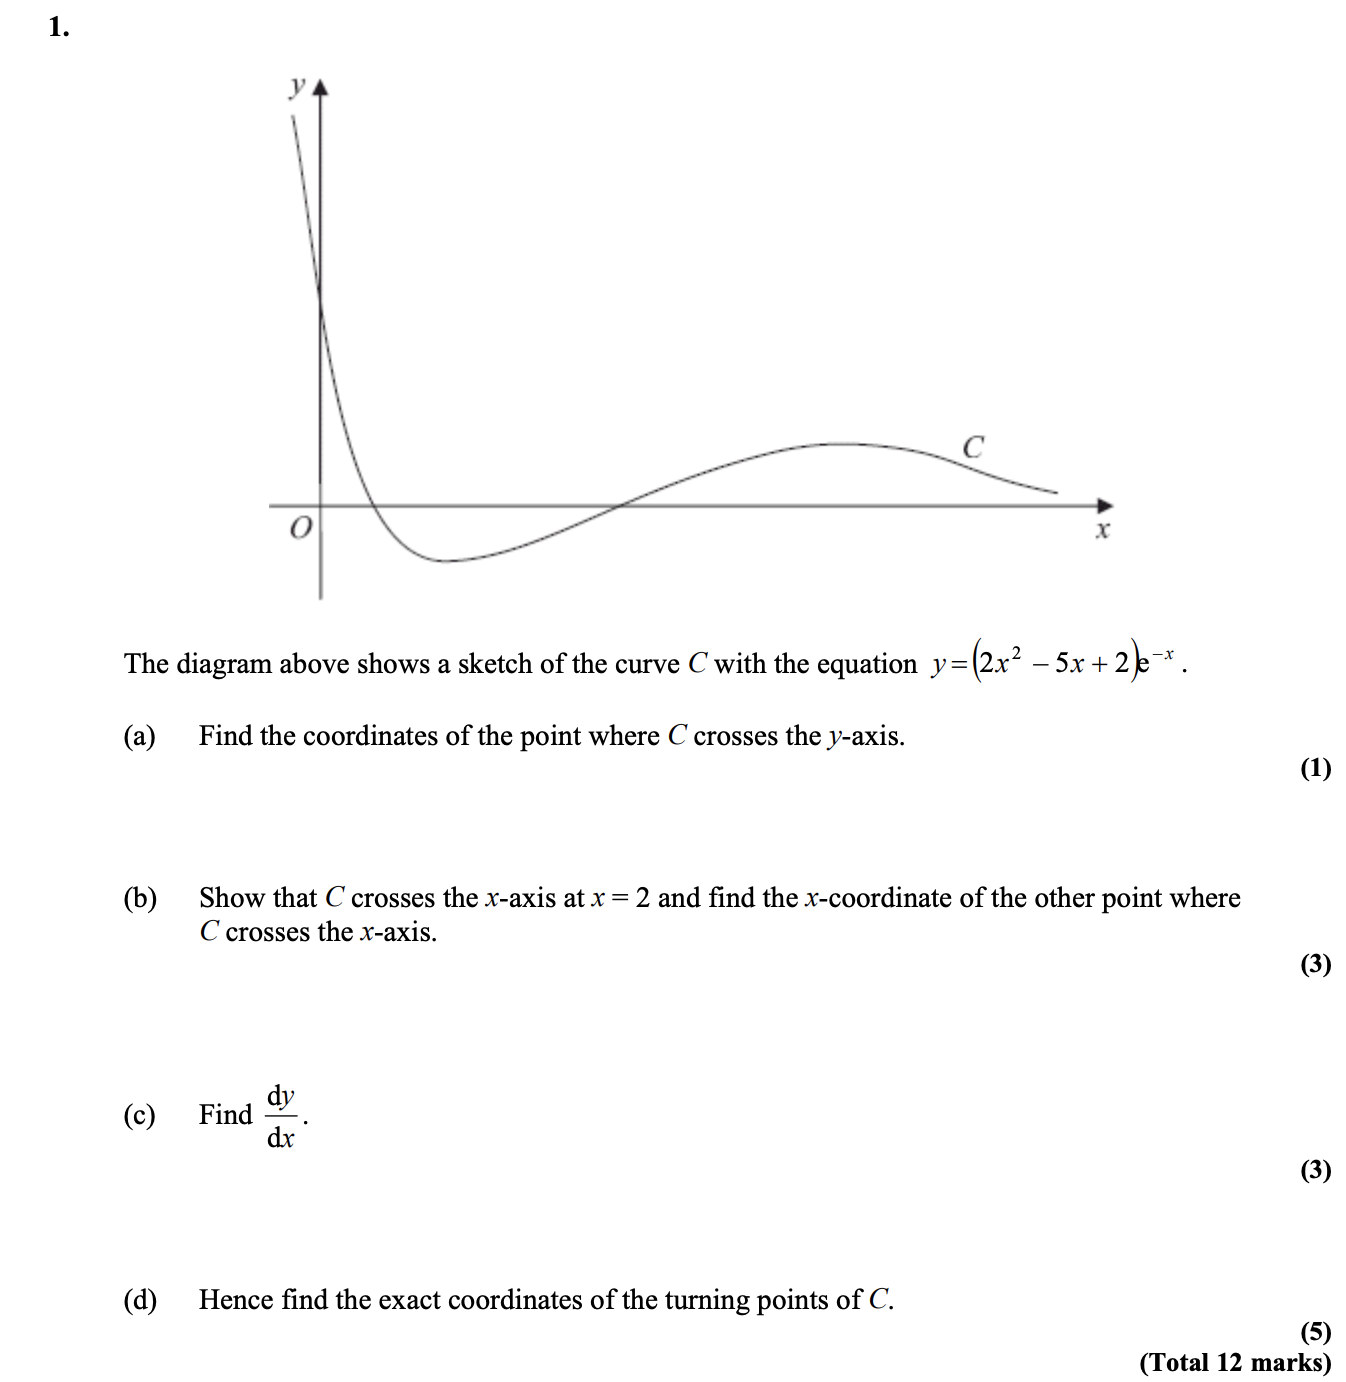 1.
y
C
O
x
The diagram above shows a sketch of the curve C with the equation y=(2x² – 5x + 2)e⁻ˣ.
(a) Find the coordinates of the point where C crosses the y-axis.
(1)
(b) Show that C crosses the x-axis at x = 2 and find the x-coordinate of the other point where
C crosses the x-axis.
(3)
(c) Find dy/dx.
(3)
(d) Hence find the exact coordinates of the turning points of C.
(5)
(Total 12 marks)